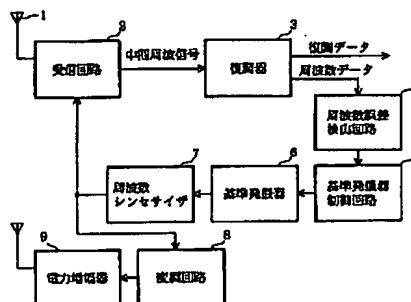 1
2
受信回路
中間周波信号
3
復調器
復調データ
周波数データ
周波数誤差
検出回路
基準発振器
制御回路
6
基準発振器
7
周波数
シンセサイザ
8
変調回路
9
電力増幅器